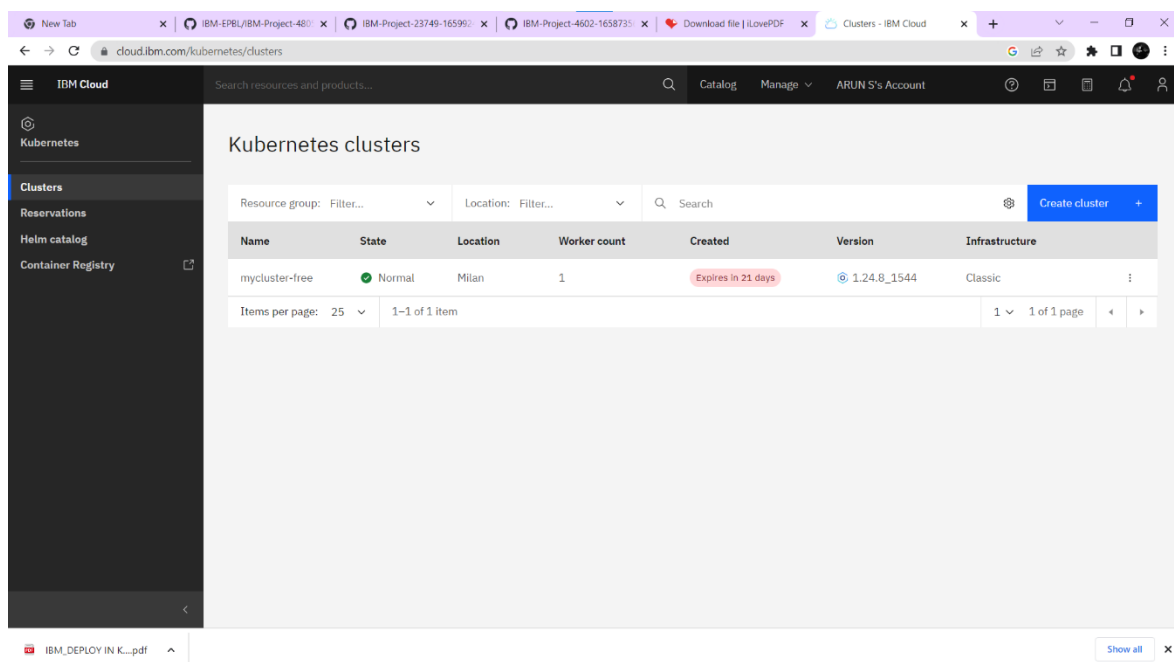 New Tab
IBM-EPBL/IBM-Project-480
IBM-Project-23749-165992
IBM-Project-4602-1658735
Download file | iLovePDF
Clusters - IBM Cloud
cloud.ibm.com/kubernetes/clusters
IBM Cloud
Search resources and products...
Catalog
Manage
ARUN S's Account
Kubernetes
Clusters
Reservations
Helm catalog
Container Registry
Kubernetes clusters
Resource group: Filter...
Location: Filter...
Search
Create cluster +
Name State Location Worker count Created Version Infrastructure
mycluster-free Normal Milan 1 Expires in 21 days 1.24.8_1544 Classic
Items per page: 25 1–1 of 1 item 1 1 of 1 page
IBM_DEPLOY IN K....pdf
Show all